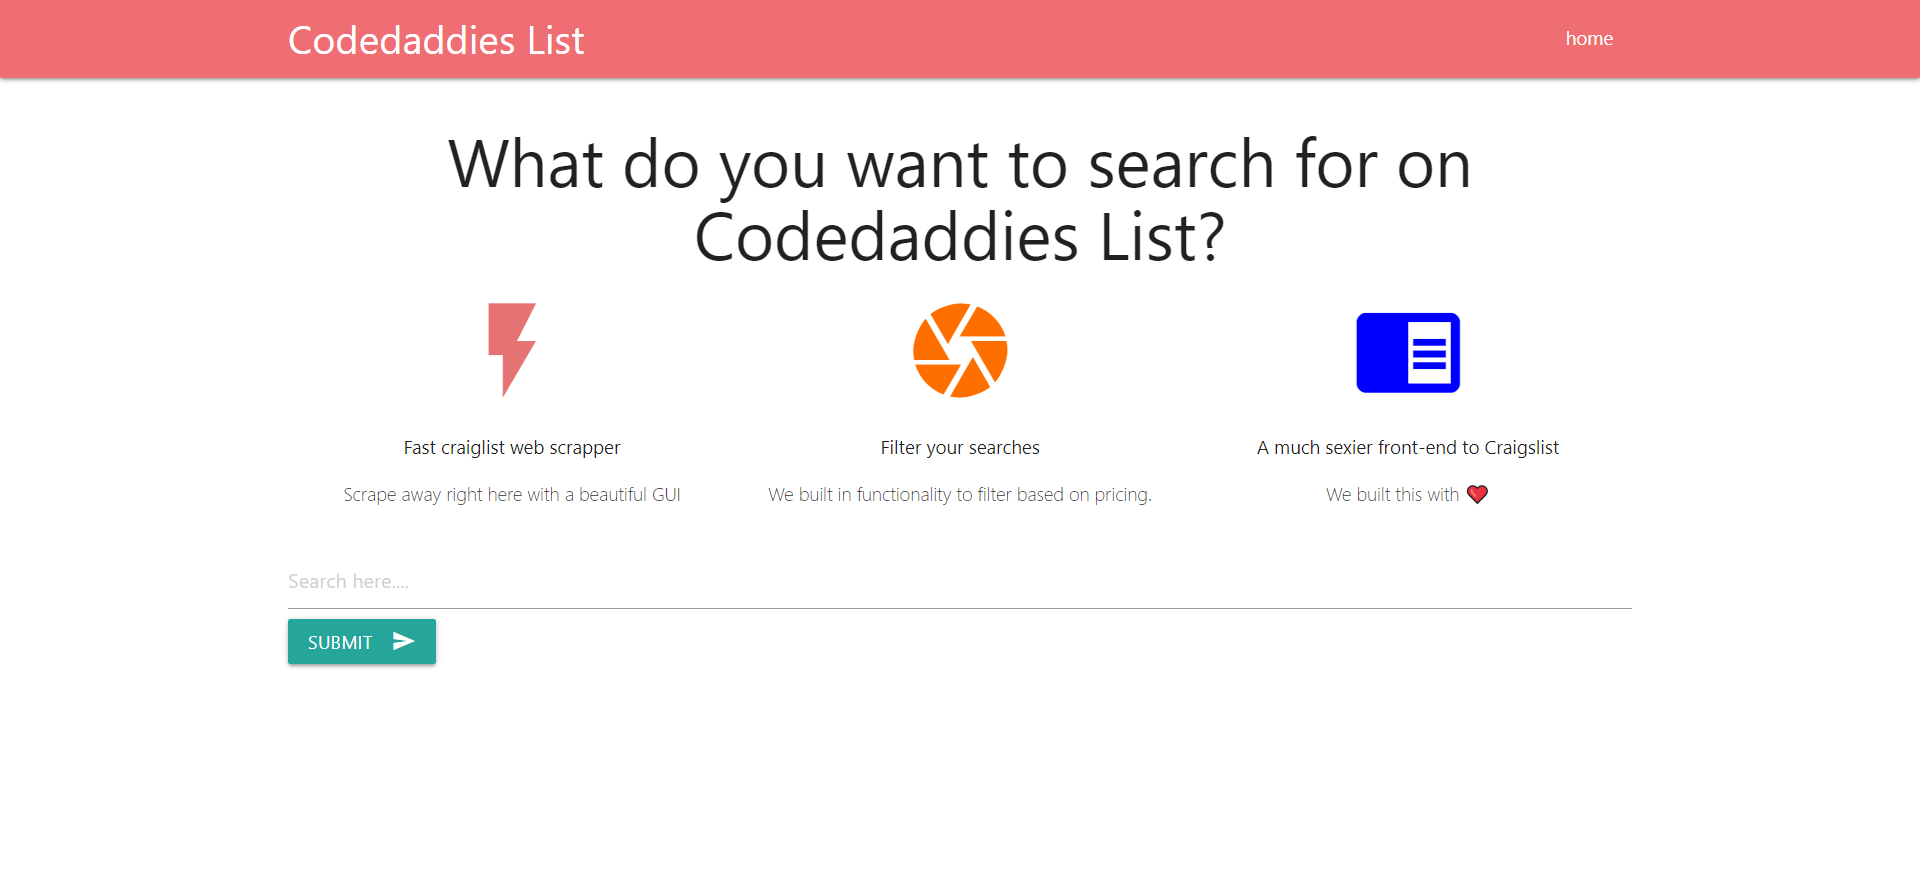 Codedaddies List
home
What do you want to search for on
Codedaddies List?
Fast craiglist web scrapper
Filter your searches
A much sexier front-end to Craigslist
Scrape away right here with a beautiful GUI
We built in functionality to filter based on pricing.
We built this with ❤️
Search here....
SUBMIT